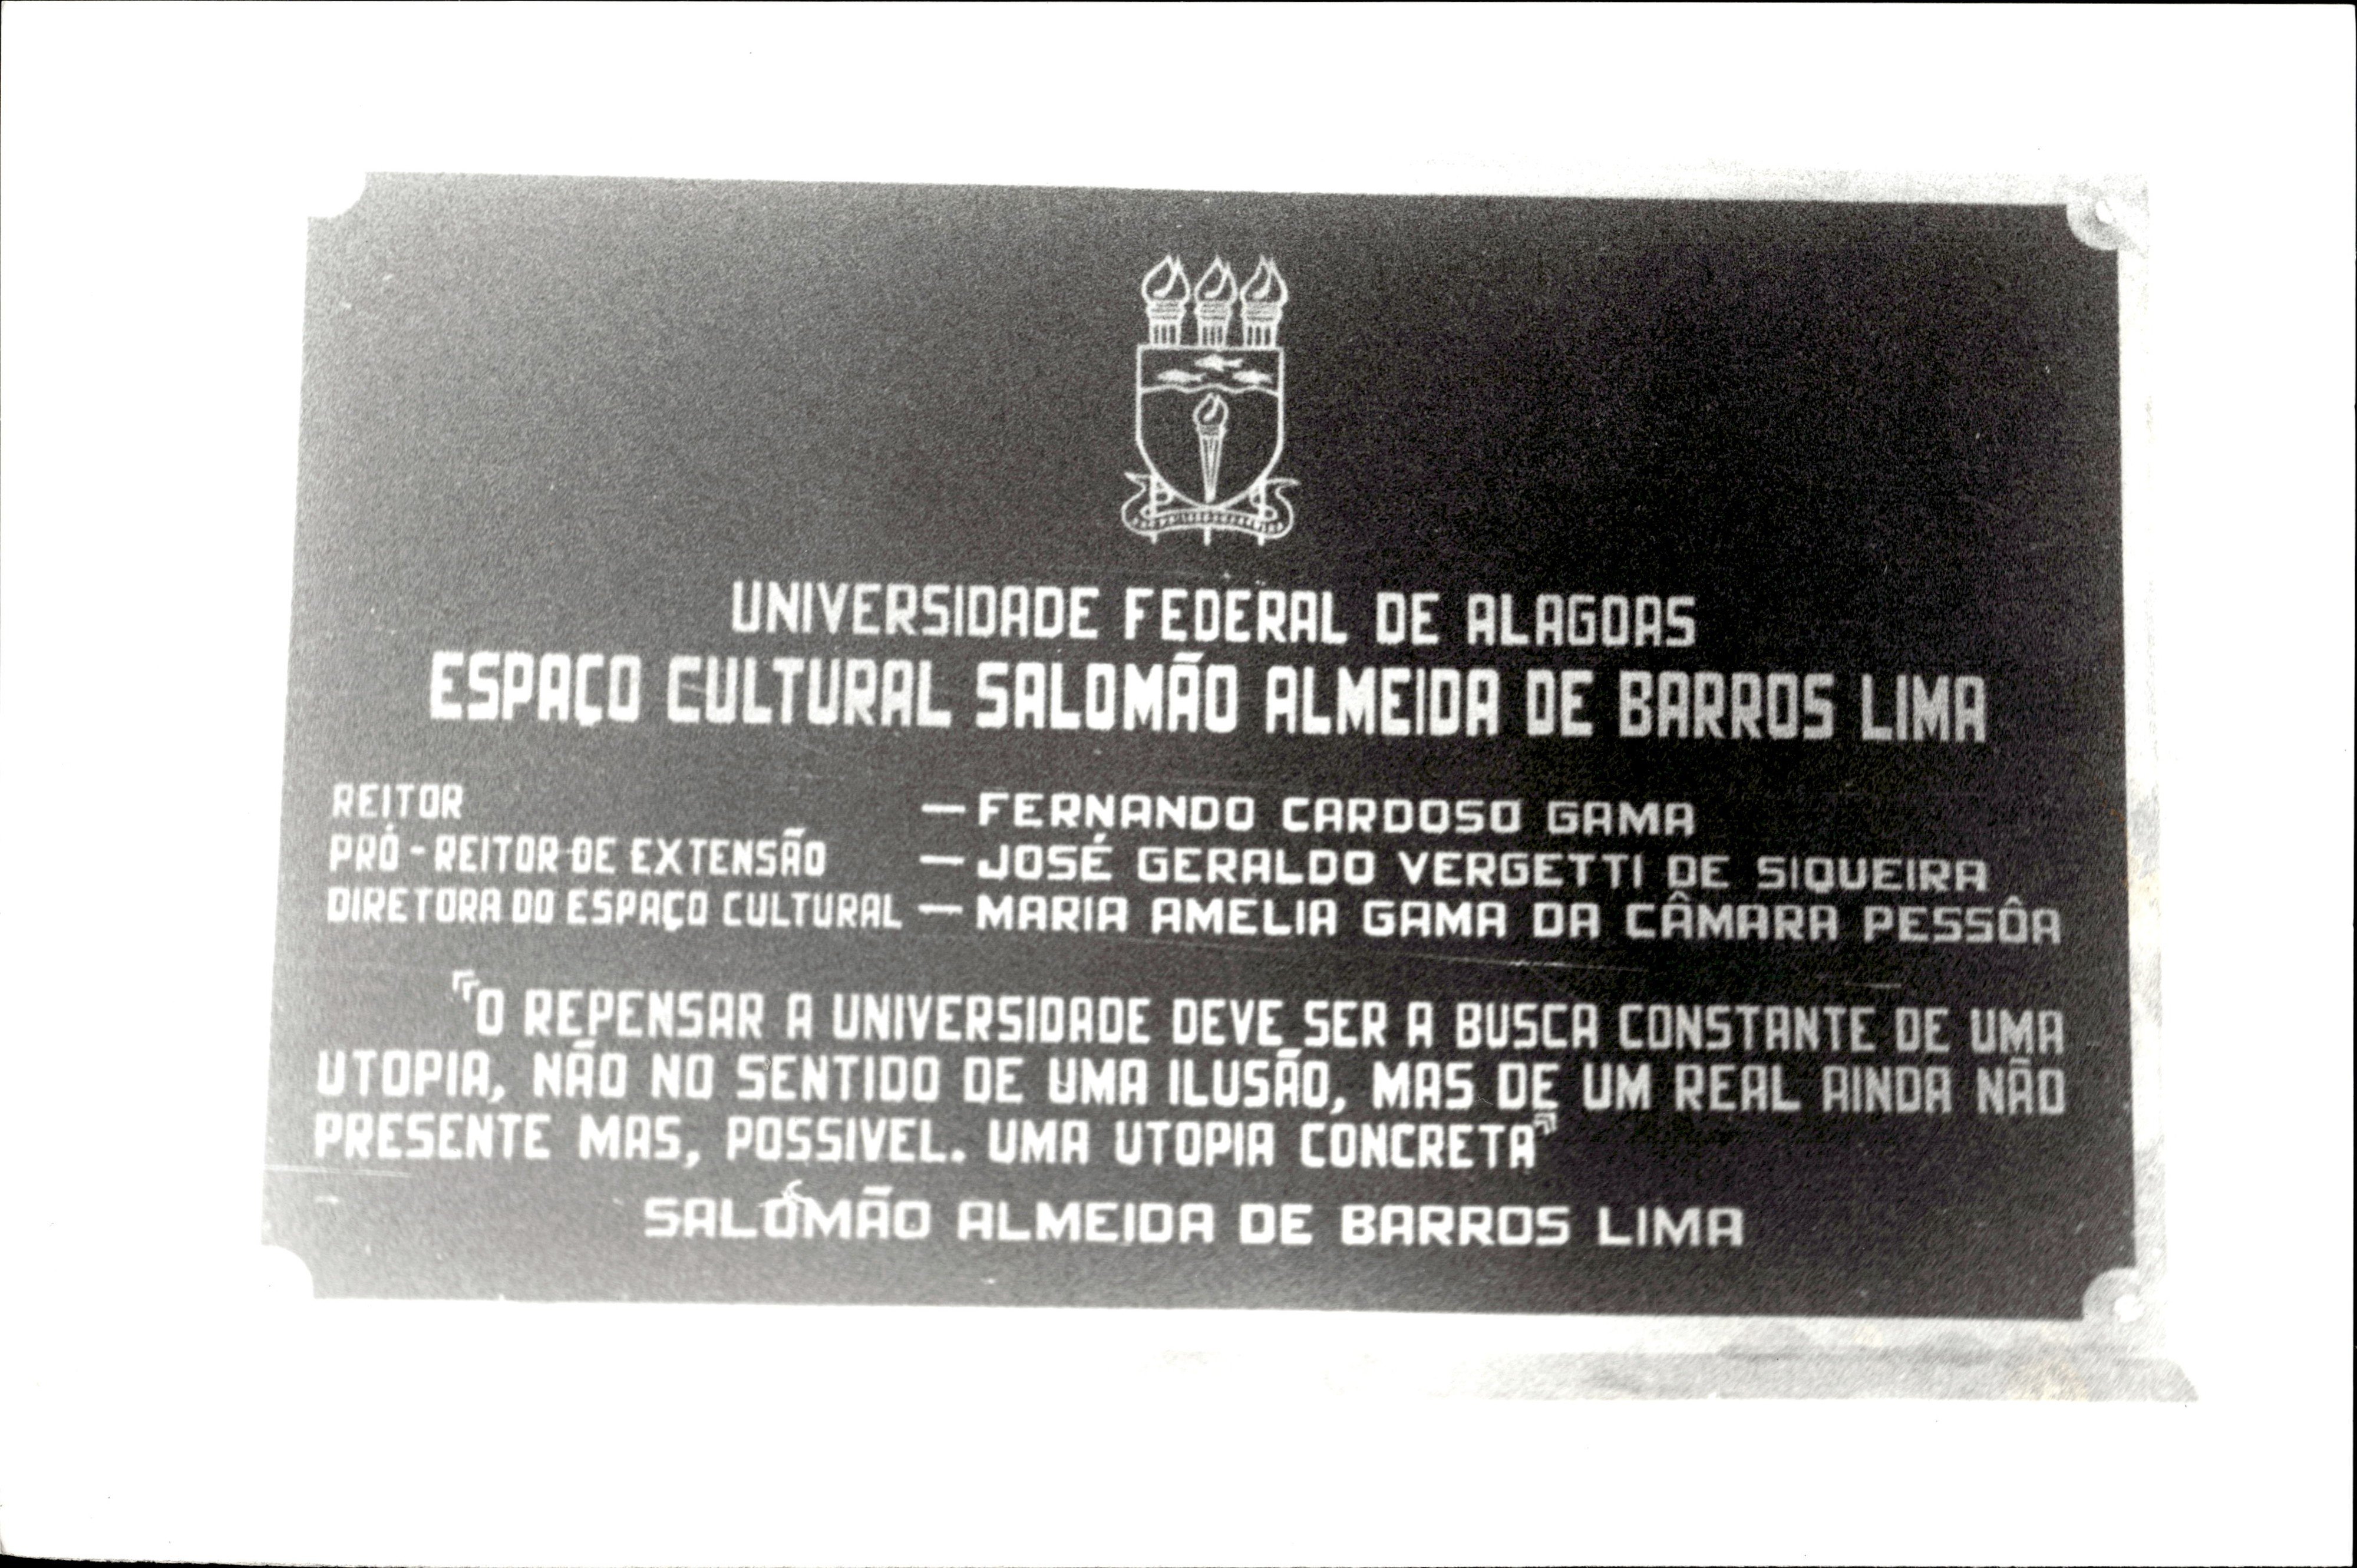 UNIVERSIDADE FEDERAL DE ALAGOAS
ESPAÇO CULTURAL SALOMÃO ALMEIDA DE BARROS LIMA
REITOR — FERNANDO CARDOSO GAMA
PRÓ-REITOR DE EXTENSÃO — JOSÉ GERALDO VERGETTI DE SIQUEIRA
DIRETORA DO ESPAÇO CULTURAL — MARIA AMELIA GAMA DA CÂMARA PESSÔA
"O REPENSAR A UNIVERSIDADE DEVE SER A BUSCA CONSTANTE DE UMA
UTOPIA, NÃO NO SENTIDO DE UMA ILUSÃO, MAS DE UM REAL AINDA NÃO
PRESENTE MAS, POSSIVEL. UMA UTOPIA CONCRETA"
SALOMÃO ALMEIDA DE BARROS LIMA